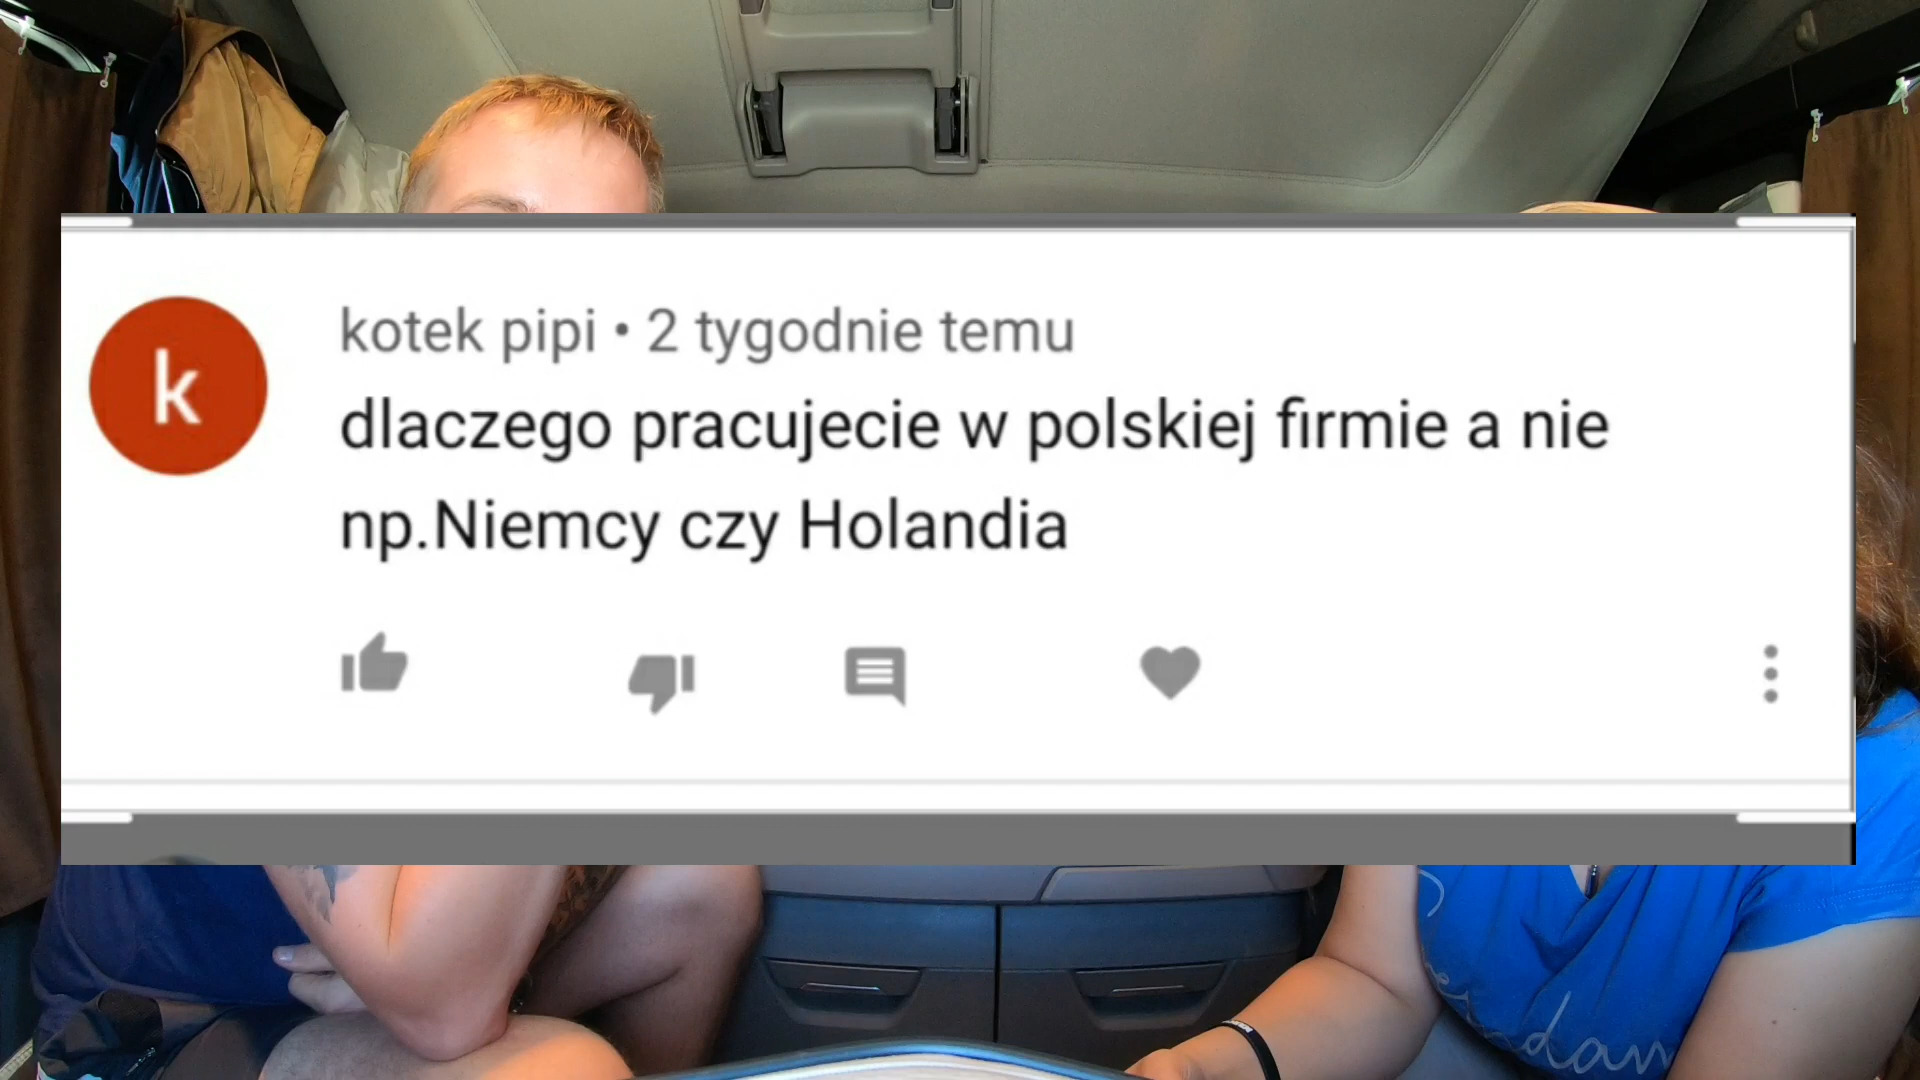 k
kotek pipi • 2 tygodnie temu
dlaczego pracujecie w polskiej firmie a nie
np.Niemcy czy Holandia